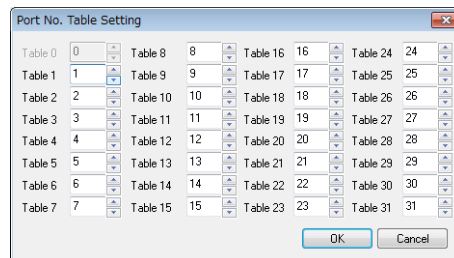 Port No. Table Setting
Table 0 0 Table 8 8 Table 16 16 Table 24 24
Table 1 1 Table 9 9 Table 17 17 Table 25 25
Table 2 2 Table 10 10 Table 18 18 Table 26 26
Table 3 3 Table 11 11 Table 19 19 Table 27 27
Table 4 4 Table 12 12 Table 20 20 Table 28 28
Table 5 5 Table 13 13 Table 21 21 Table 29 29
Table 6 6 Table 14 14 Table 22 22 Table 30 30
Table 7 7 Table 15 15 Table 23 23 Table 31 31
OK Cancel